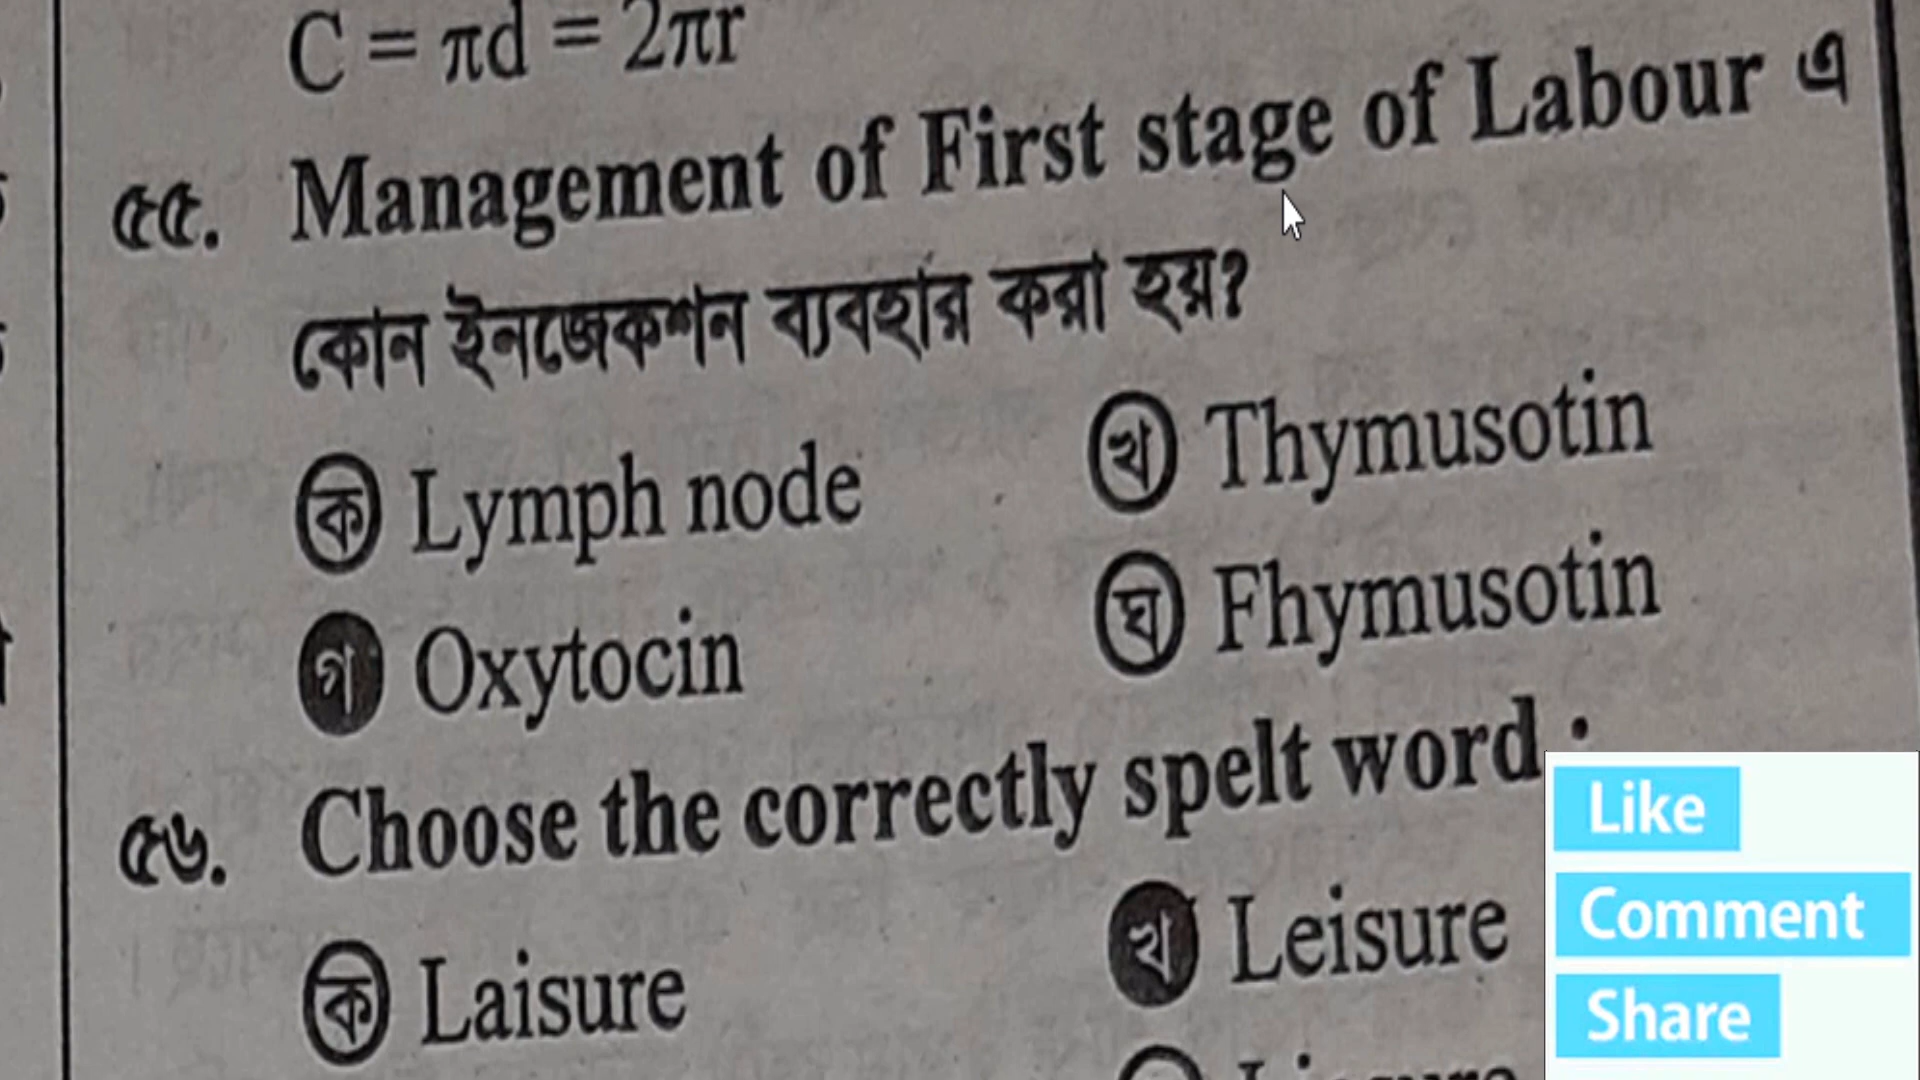 C = πd = 2πr
৫৫. Management of First stage of Labour এ
কোন ইনজেকশন ব্যবহার করা হয়?
ক Lymph node খ Thymusotin
গ Oxytocin ঘ Fhymusotin
৫৬. Choose the correctly spelt word :
ক Laisure খ Leisure
Like
Comment
Share